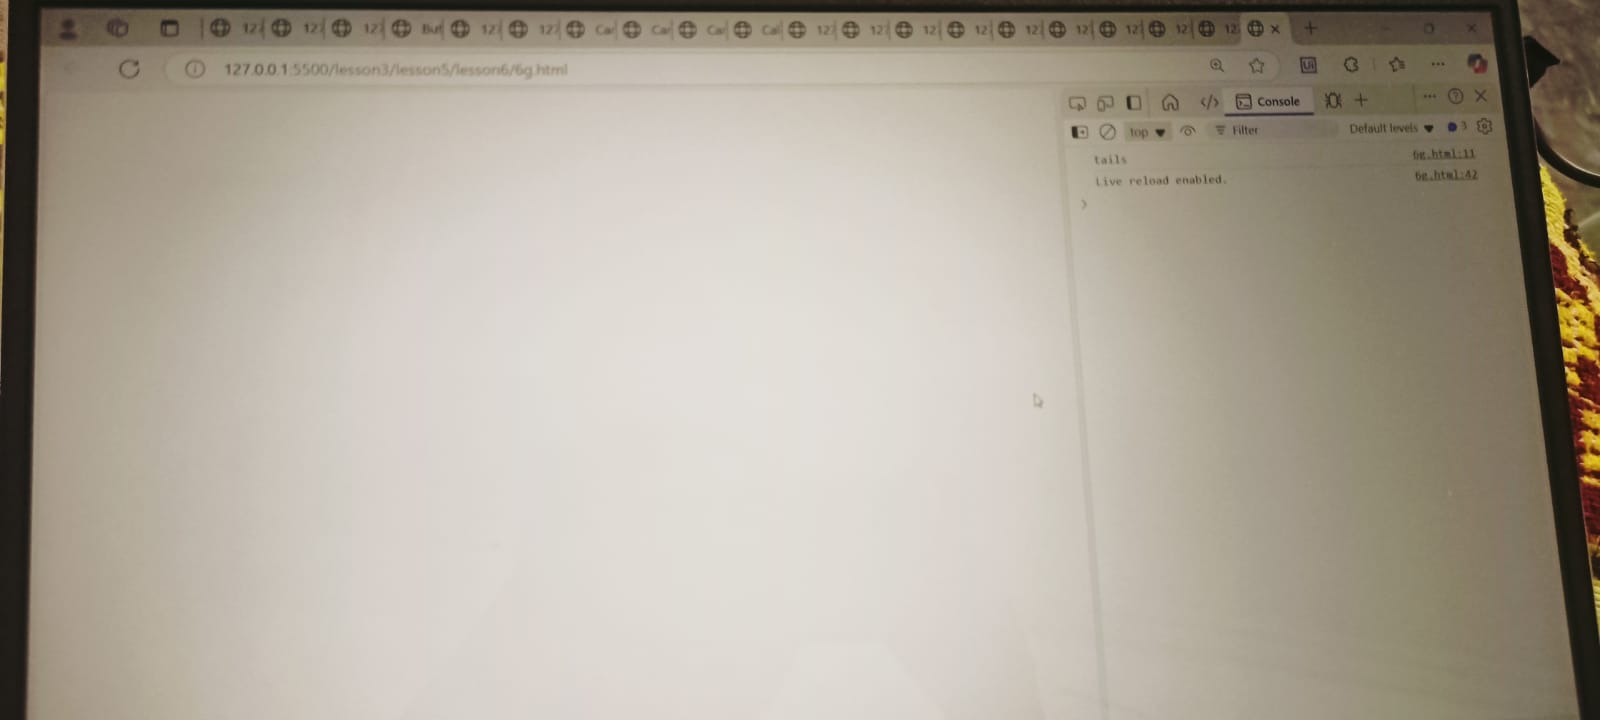 12 12 12 But 12 12 Ca Ca Ca Cal 12 12 12 12 12 12 12 12 12
127.0.0.1:5500/lesson3/lesson5/lesson6/6g.html
</> Console
top Filter Default levels 3
tails 6g.html:11
Live reload enabled. 6g.html:42